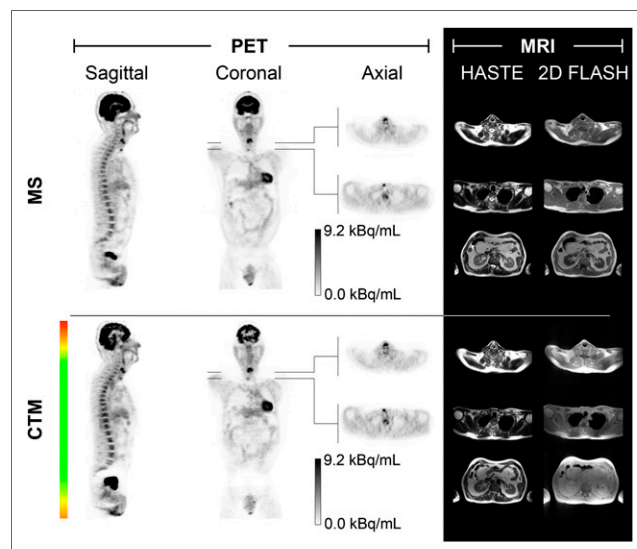 PET
MRI
Sagittal
Coronal
Axial
HASTE
2D FLASH
MS
9.2 kBq/mL
0.0 kBq/mL
CTM
9.2 kBq/mL
0.0 kBq/mL